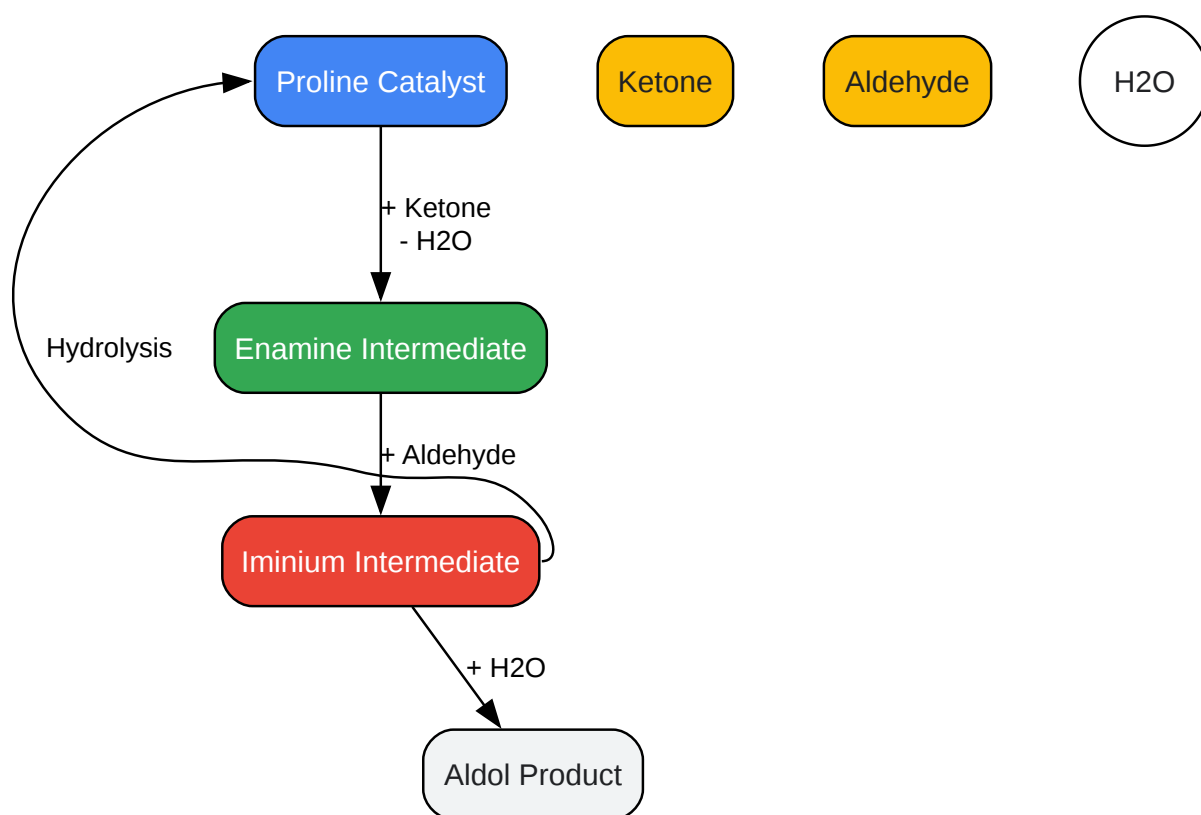 Proline Catalyst
Ketone
Aldehyde
H2O
+ Ketone
- H2O
Hydrolysis
Enamine Intermediate
+ Aldehyde
Iminium Intermediate
+ H2O
Aldol Product